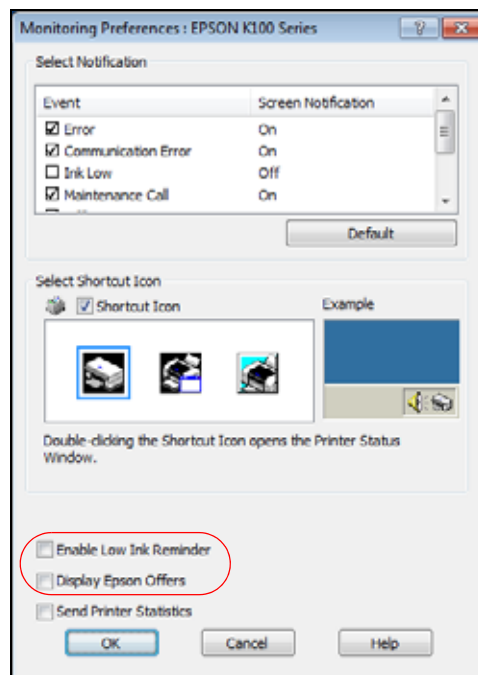 Monitoring Preferences : EPSON K100 Series
Select Notification
Event Screen Notification
Error On
Communication Error On
Ink Low Off
Maintenance Call On
Default
Select Shortcut Icon
Shortcut Icon Example
Double-clicking the Shortcut Icon opens the Printer Status
Window.
Enable Low Ink Reminder
Display Epson Offers
Send Printer Statistics
OK Cancel Help